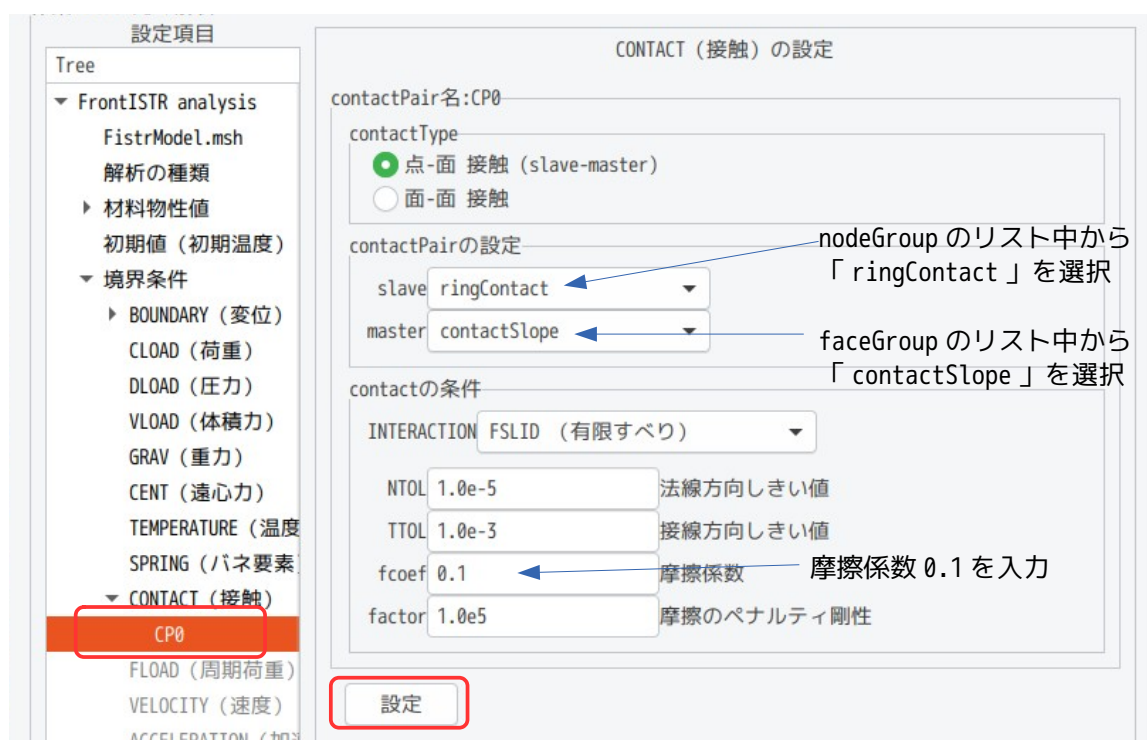 設定項目
Tree
FrontISTR analysis
FistrModel.msh
解析の種類
材料物性値
初期値 (初期温度)
境界条件
BOUNDARY (変位)
CLOAD (荷重)
DLOAD (圧力)
VLOAD (体積力)
GRAV (重力)
CENT (遠心力)
TEMPERATURE (温度
SPRING (バネ要素)
CONTACT (接触)
CP0
FLOAD (周期荷重)
VELOCITY (速度)
CONTACT (接触) の設定
contactPair名:CP0
contactType
点-面 接触 (slave-master)
面-面 接触
contactPairの設定
slave ringContact
master contactSlope
nodeGroup のリスト中から
「 ringContact 」を選択
faceGroup のリスト中から
「 contactSlope 」を選択
contactの条件
INTERACTION FSLID (有限すべり)
NTOL 1.0e-5 法線方向しきい値
TTOL 1.0e-3 接線方向しきい値
fcoef 0.1 摩擦係数
摩擦係数 0.1 を入力
factor 1.0e5 摩擦のペナルティ剛性
設定